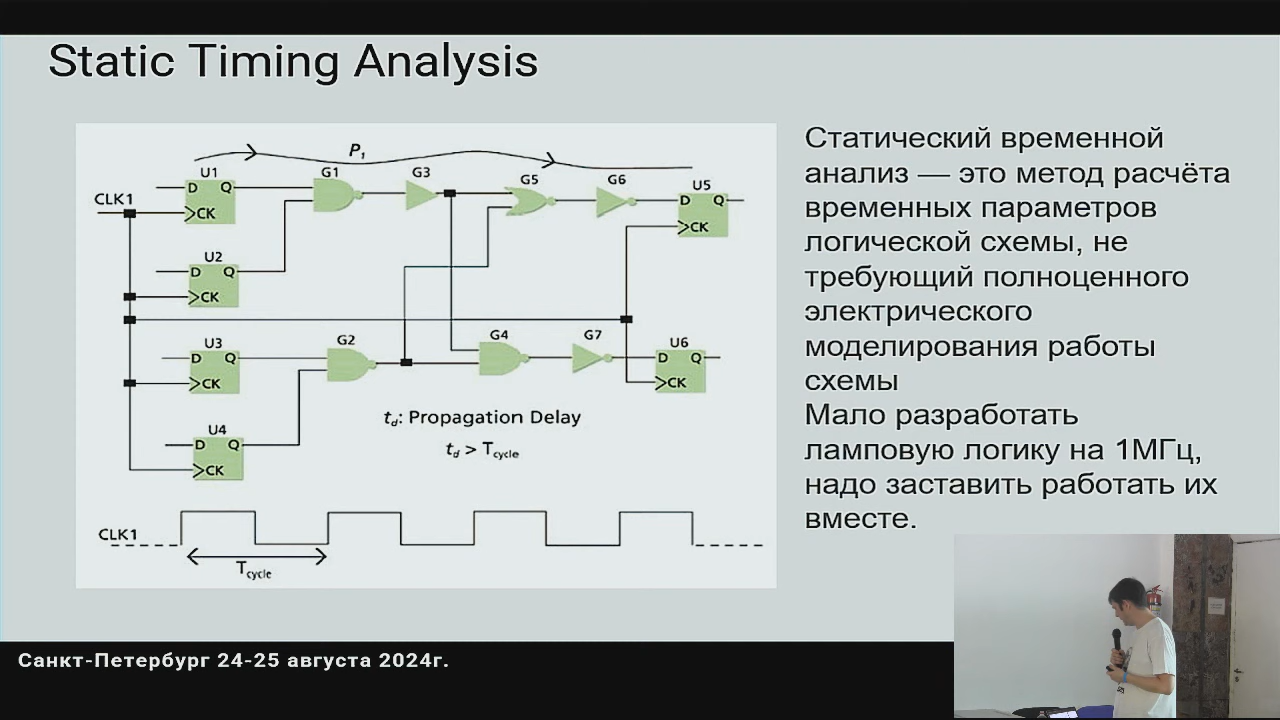 Static Timing Analysis
P1
U1
G1
G3
G5
G6
U5
CLK1
D Q
D Q
CK
CK
U2
D Q
CK
U3
G2
G4
G7
U6
D Q
D Q
CK
CK
U4
D Q
CK
td: Propagation Delay
td > Tcycle
CLK1
Tcycle
Статический временной
анализ — это метод расчёта
временных параметров
логической схемы, не
требующий полноценного
электрического
моделирования работы
схемы
Мало разработать
ламповую логику на 1МГц,
надо заставить работать их
вместе.
Санкт-Петербург 24-25 августа 2024г.